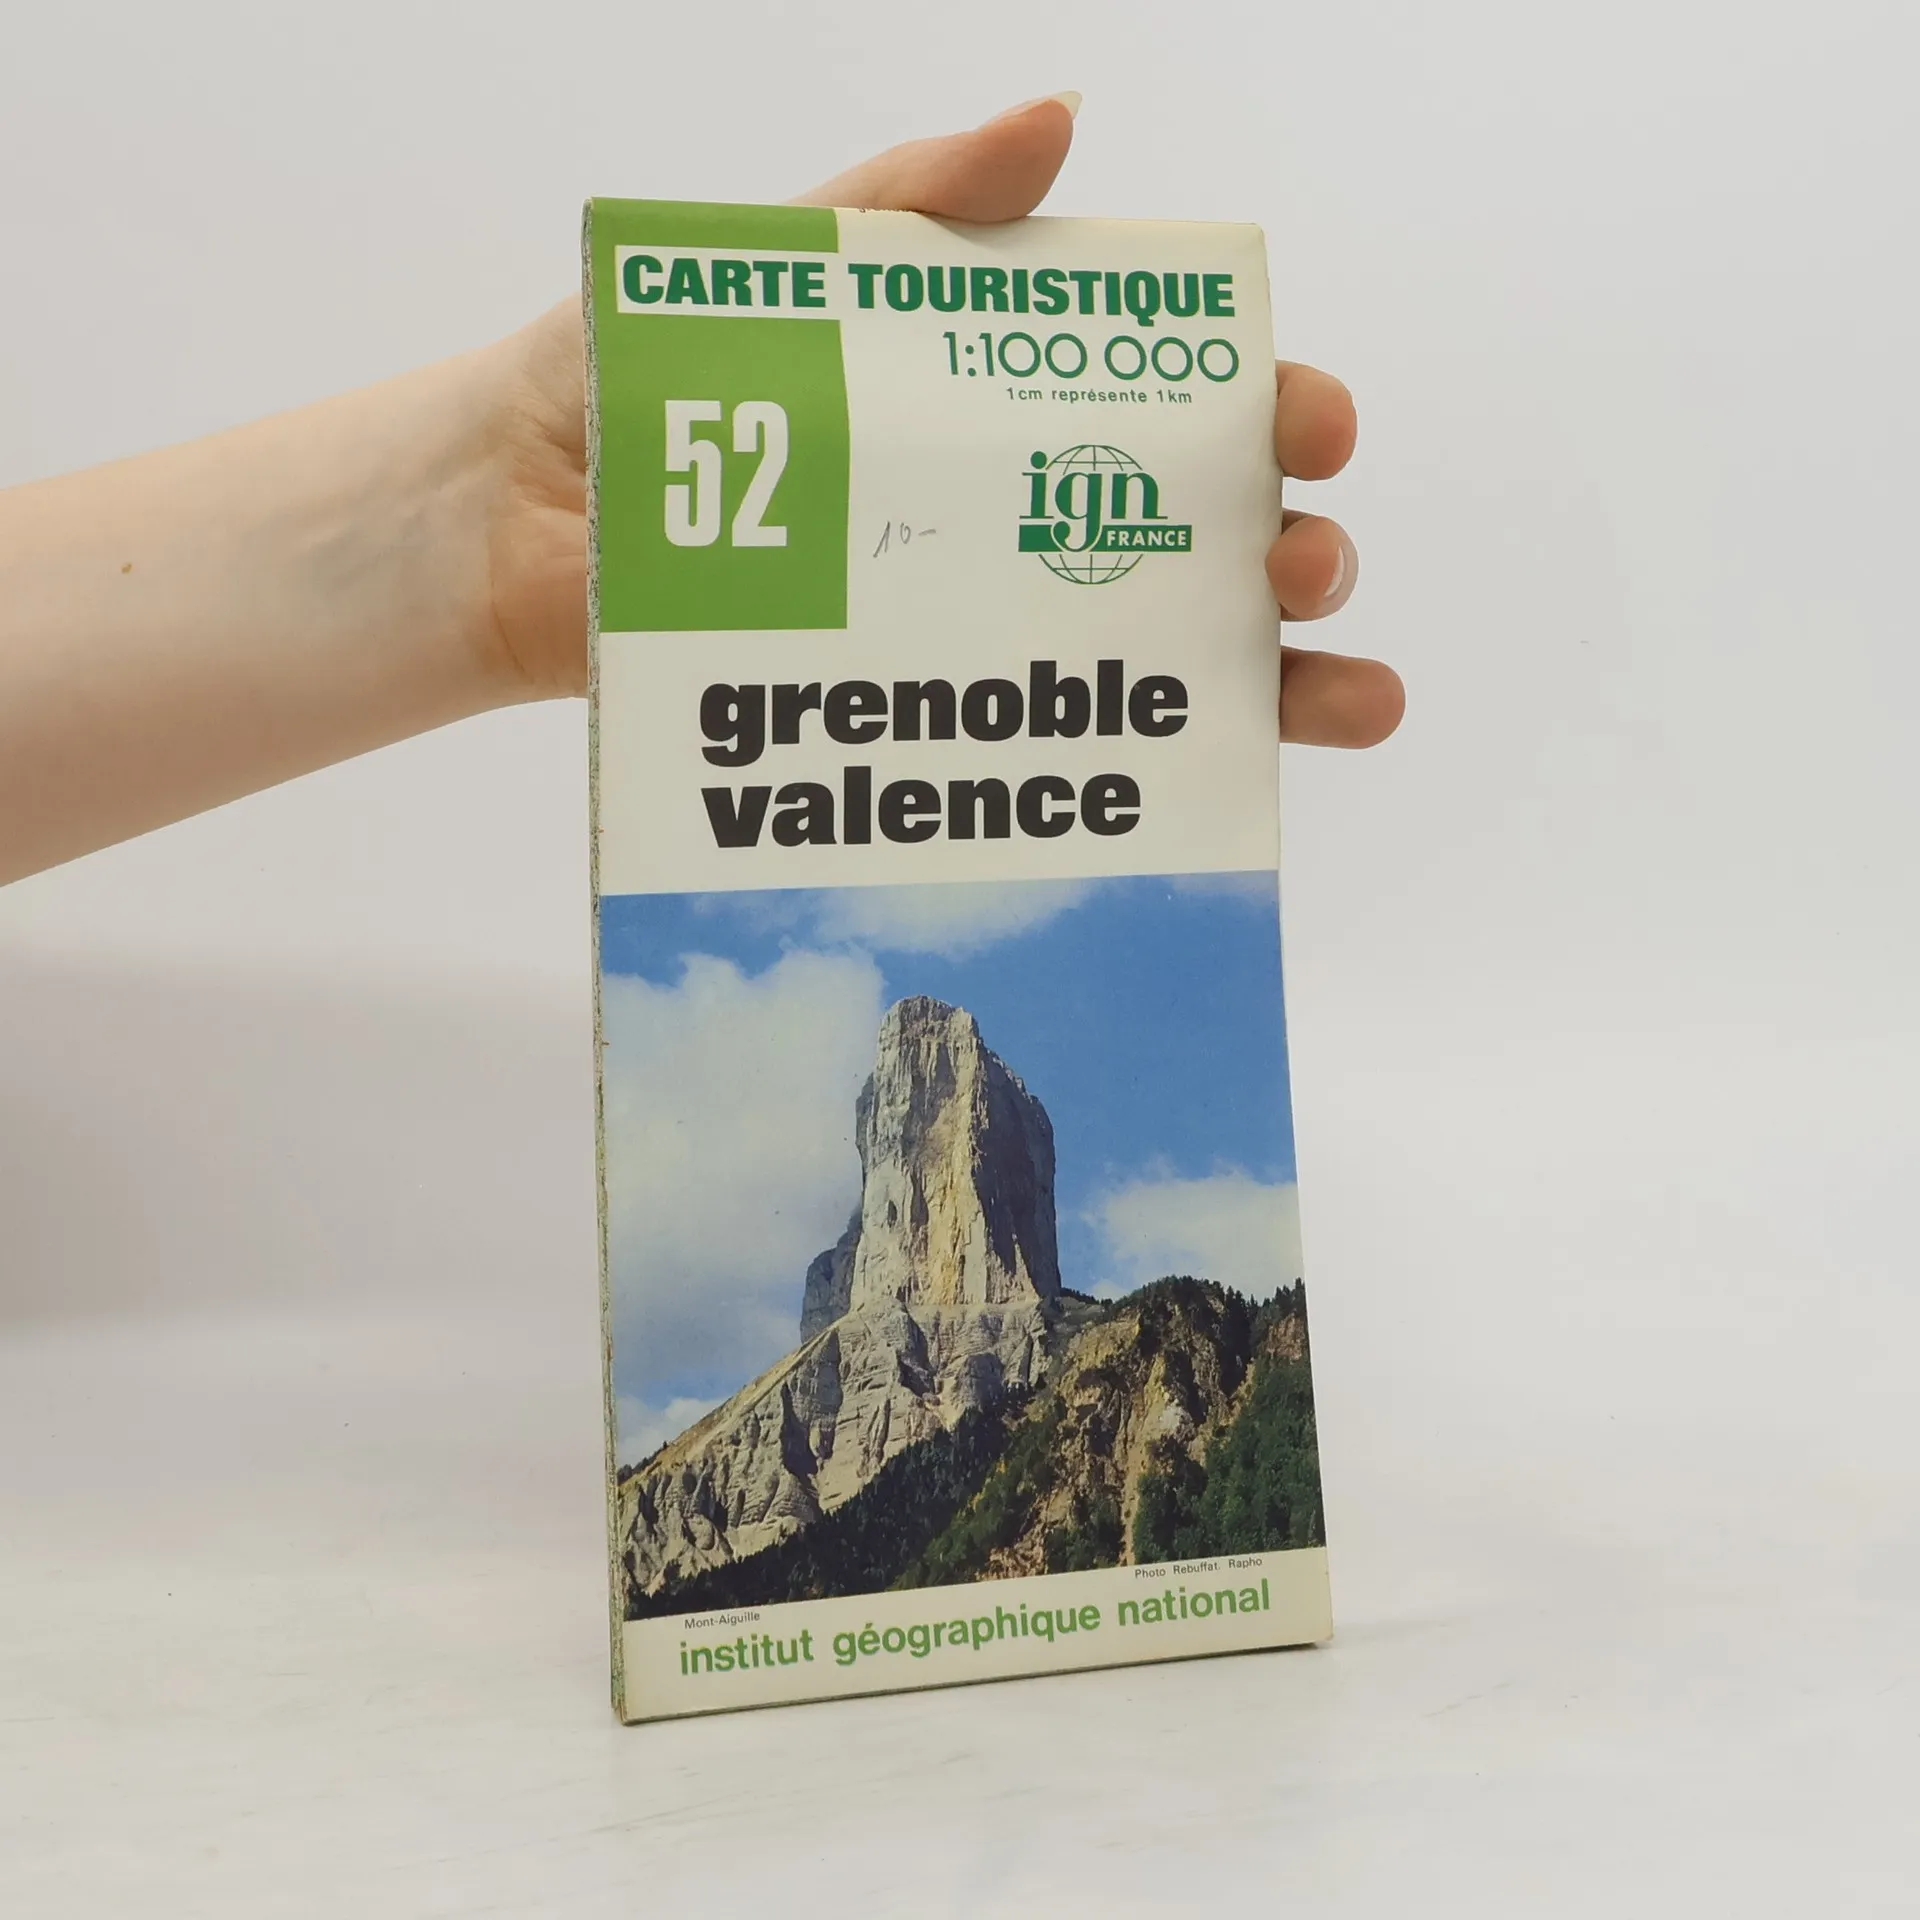 CARTE TOURISTIQUE
1:100 000
1cm représente 1km
52
10-
ign
FRANCE
grenoble
valence
Photo Rebuffat. Rapho
Mont-Aiguille
institut géographique national